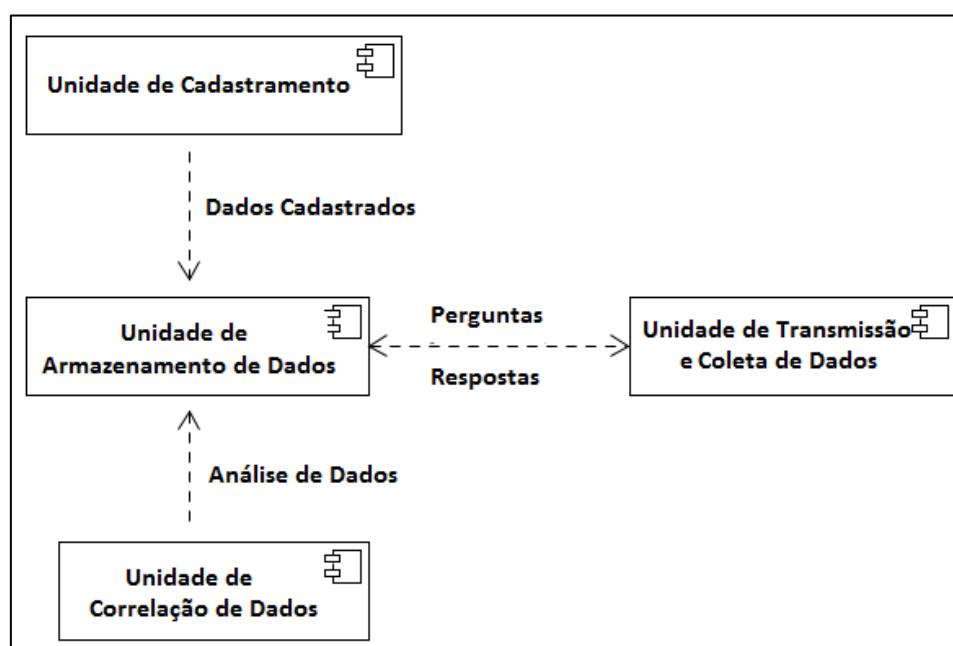 Unidade de Cadastramento
Dados Cadastrados
Unidade de
Armazenamento de Dados
Perguntas
Respostas
Unidade de Transmissão
e Coleta de Dados
Análise de Dados
Unidade de
Correlação de Dados